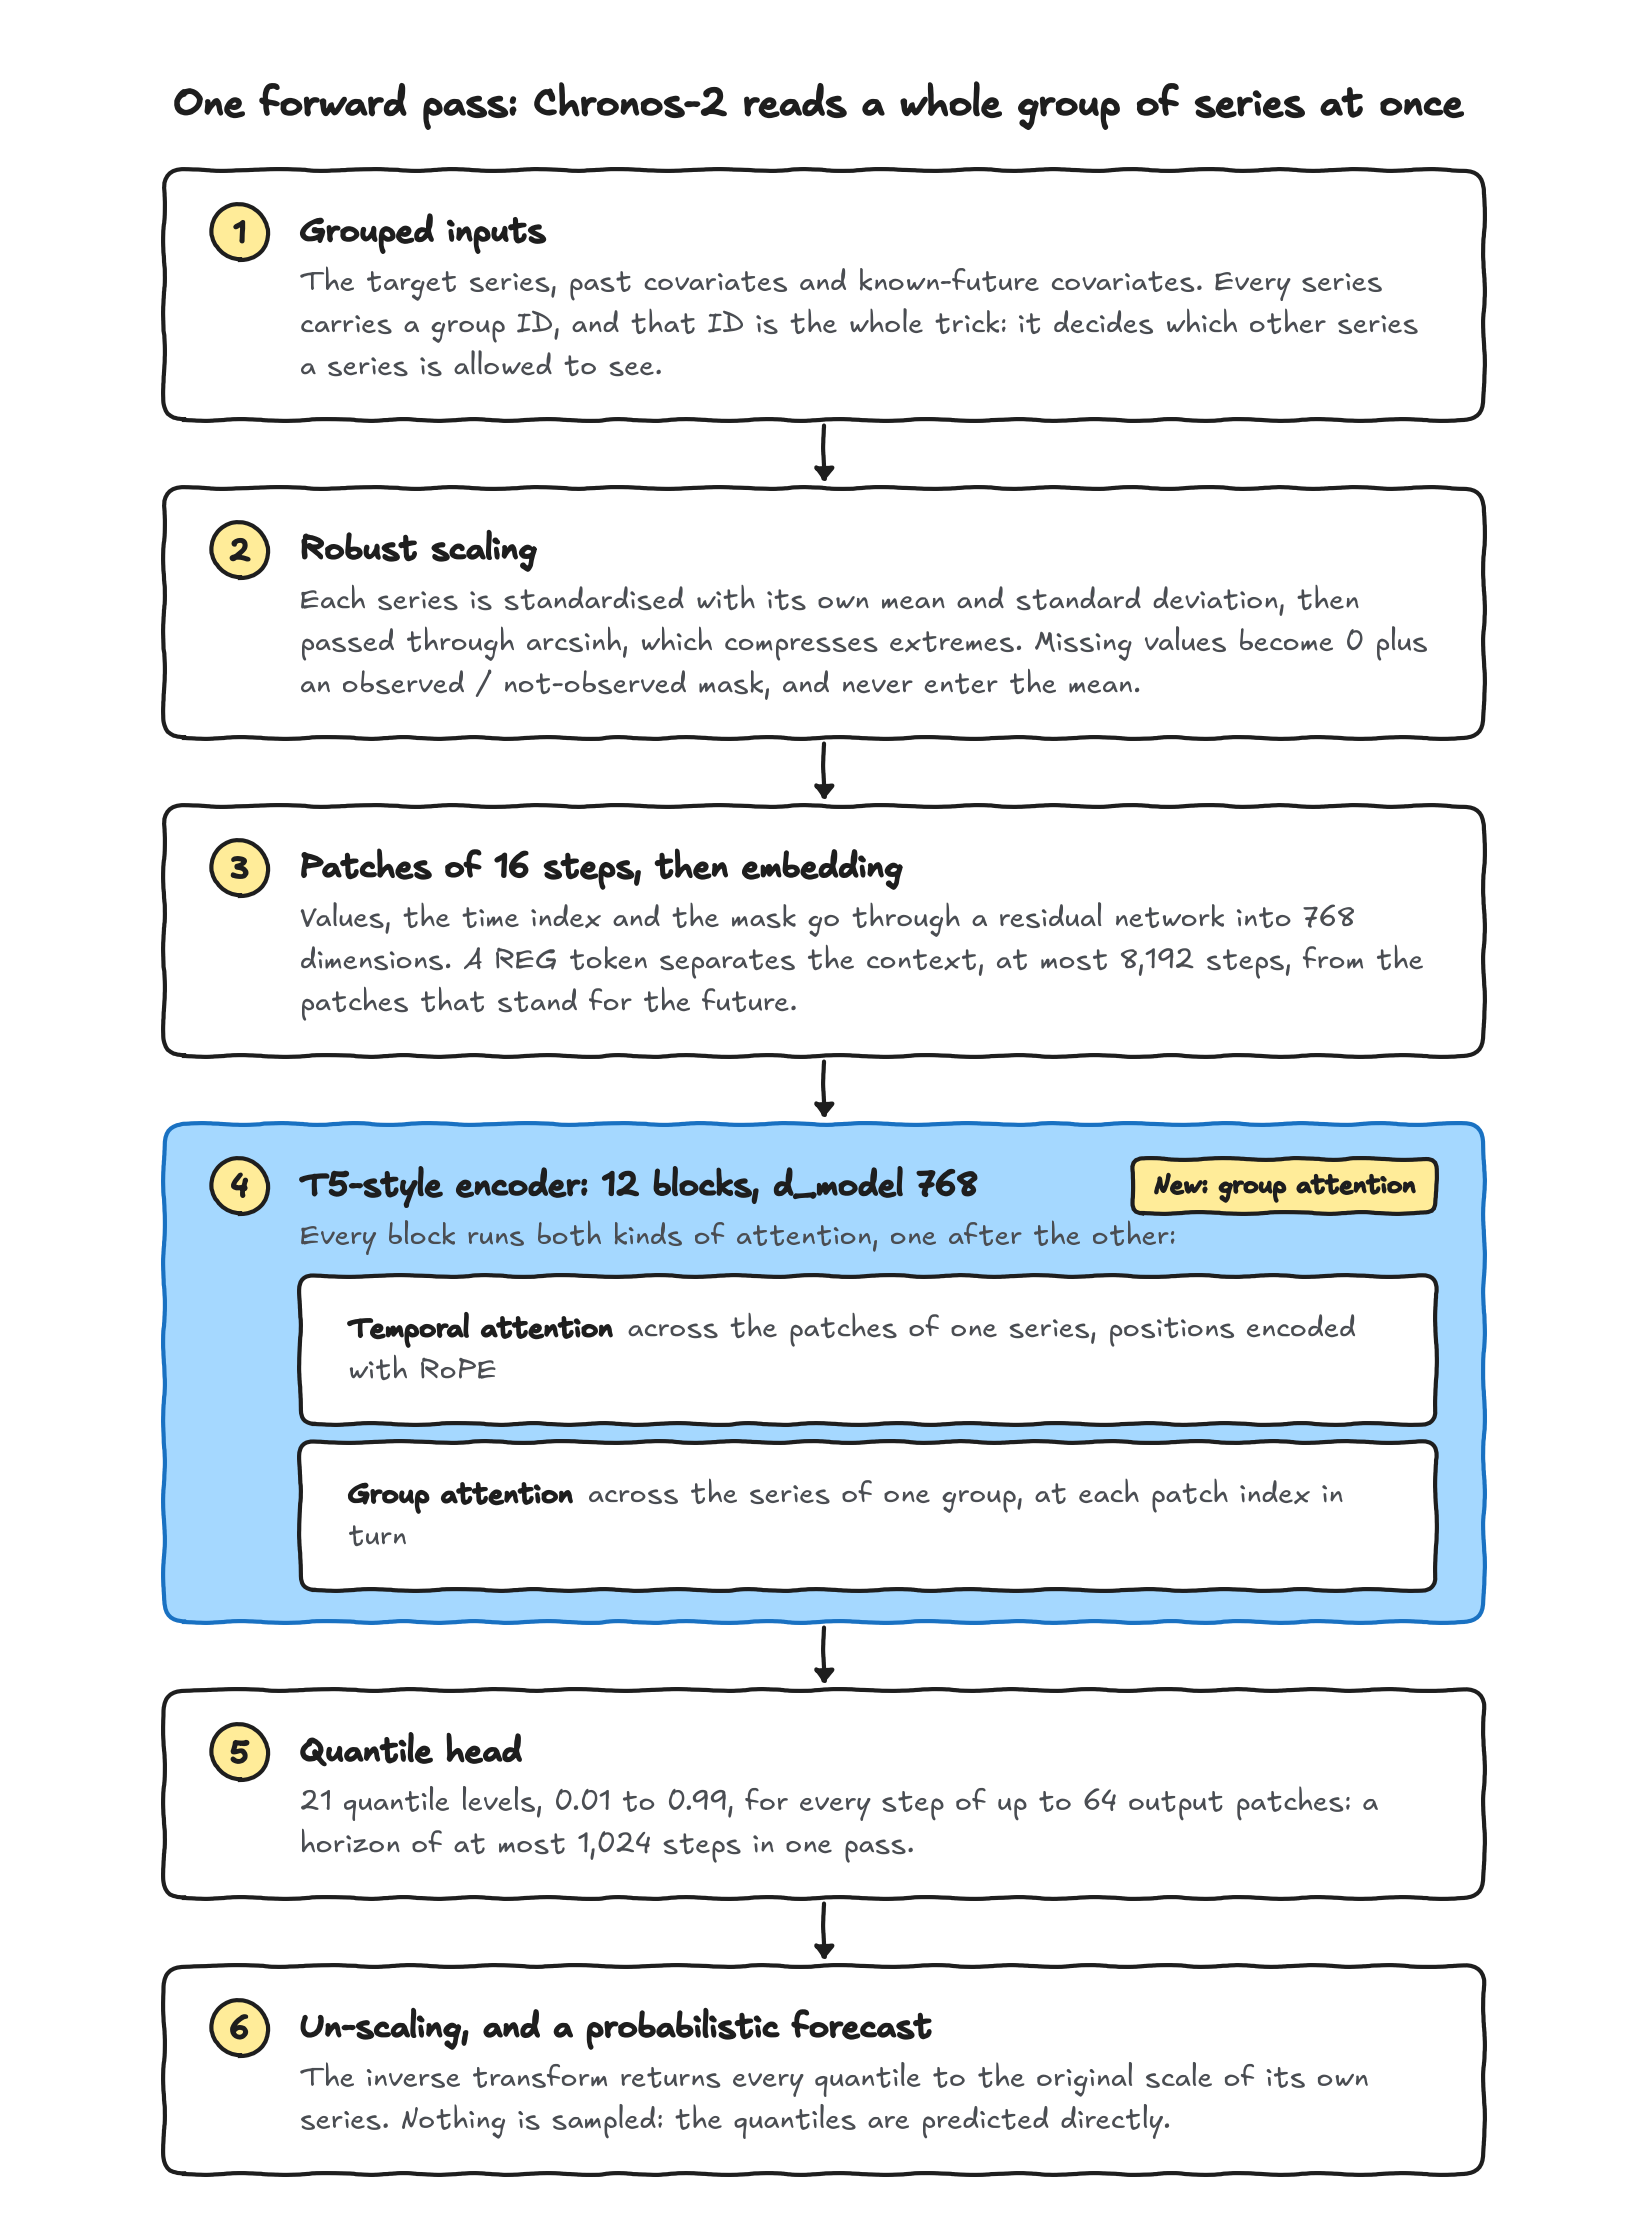 One forward pass: Chronos-2 reads a whole group of series at once
1
Grouped inputs
The target series, past covariates and known-future covariates. Every series
carries a group ID, and that ID is the whole trick: it decides which other series
a series is allowed to see.
2
Robust scaling
Each series is standardised with its own mean and standard deviation, then
passed through arcsinh, which compresses extremes. Missing values become 0 plus
an observed / not-observed mask, and never enter the mean.
3
Patches of 16 steps, then embedding
Values, the time index and the mask go through a residual network into 768
dimensions. A REG token separates the context, at most 8,192 steps, from the
patches that stand for the future.
4
T5-style encoder: 12 blocks, d_model 768
New: group attention
Every block runs both kinds of attention, one after the other:
Temporal attention across the patches of one series, positions encoded
with RoPE
Group attention across the series of one group, at each patch index in
turn
5
Quantile head
21 quantile levels, 0.01 to 0.99, for every step of up to 64 output patches: a
horizon of at most 1,024 steps in one pass.
6
Un-scaling, and a probabilistic forecast
The inverse transform returns every quantile to the original scale of its own
series. Nothing is sampled: the quantiles are predicted directly.